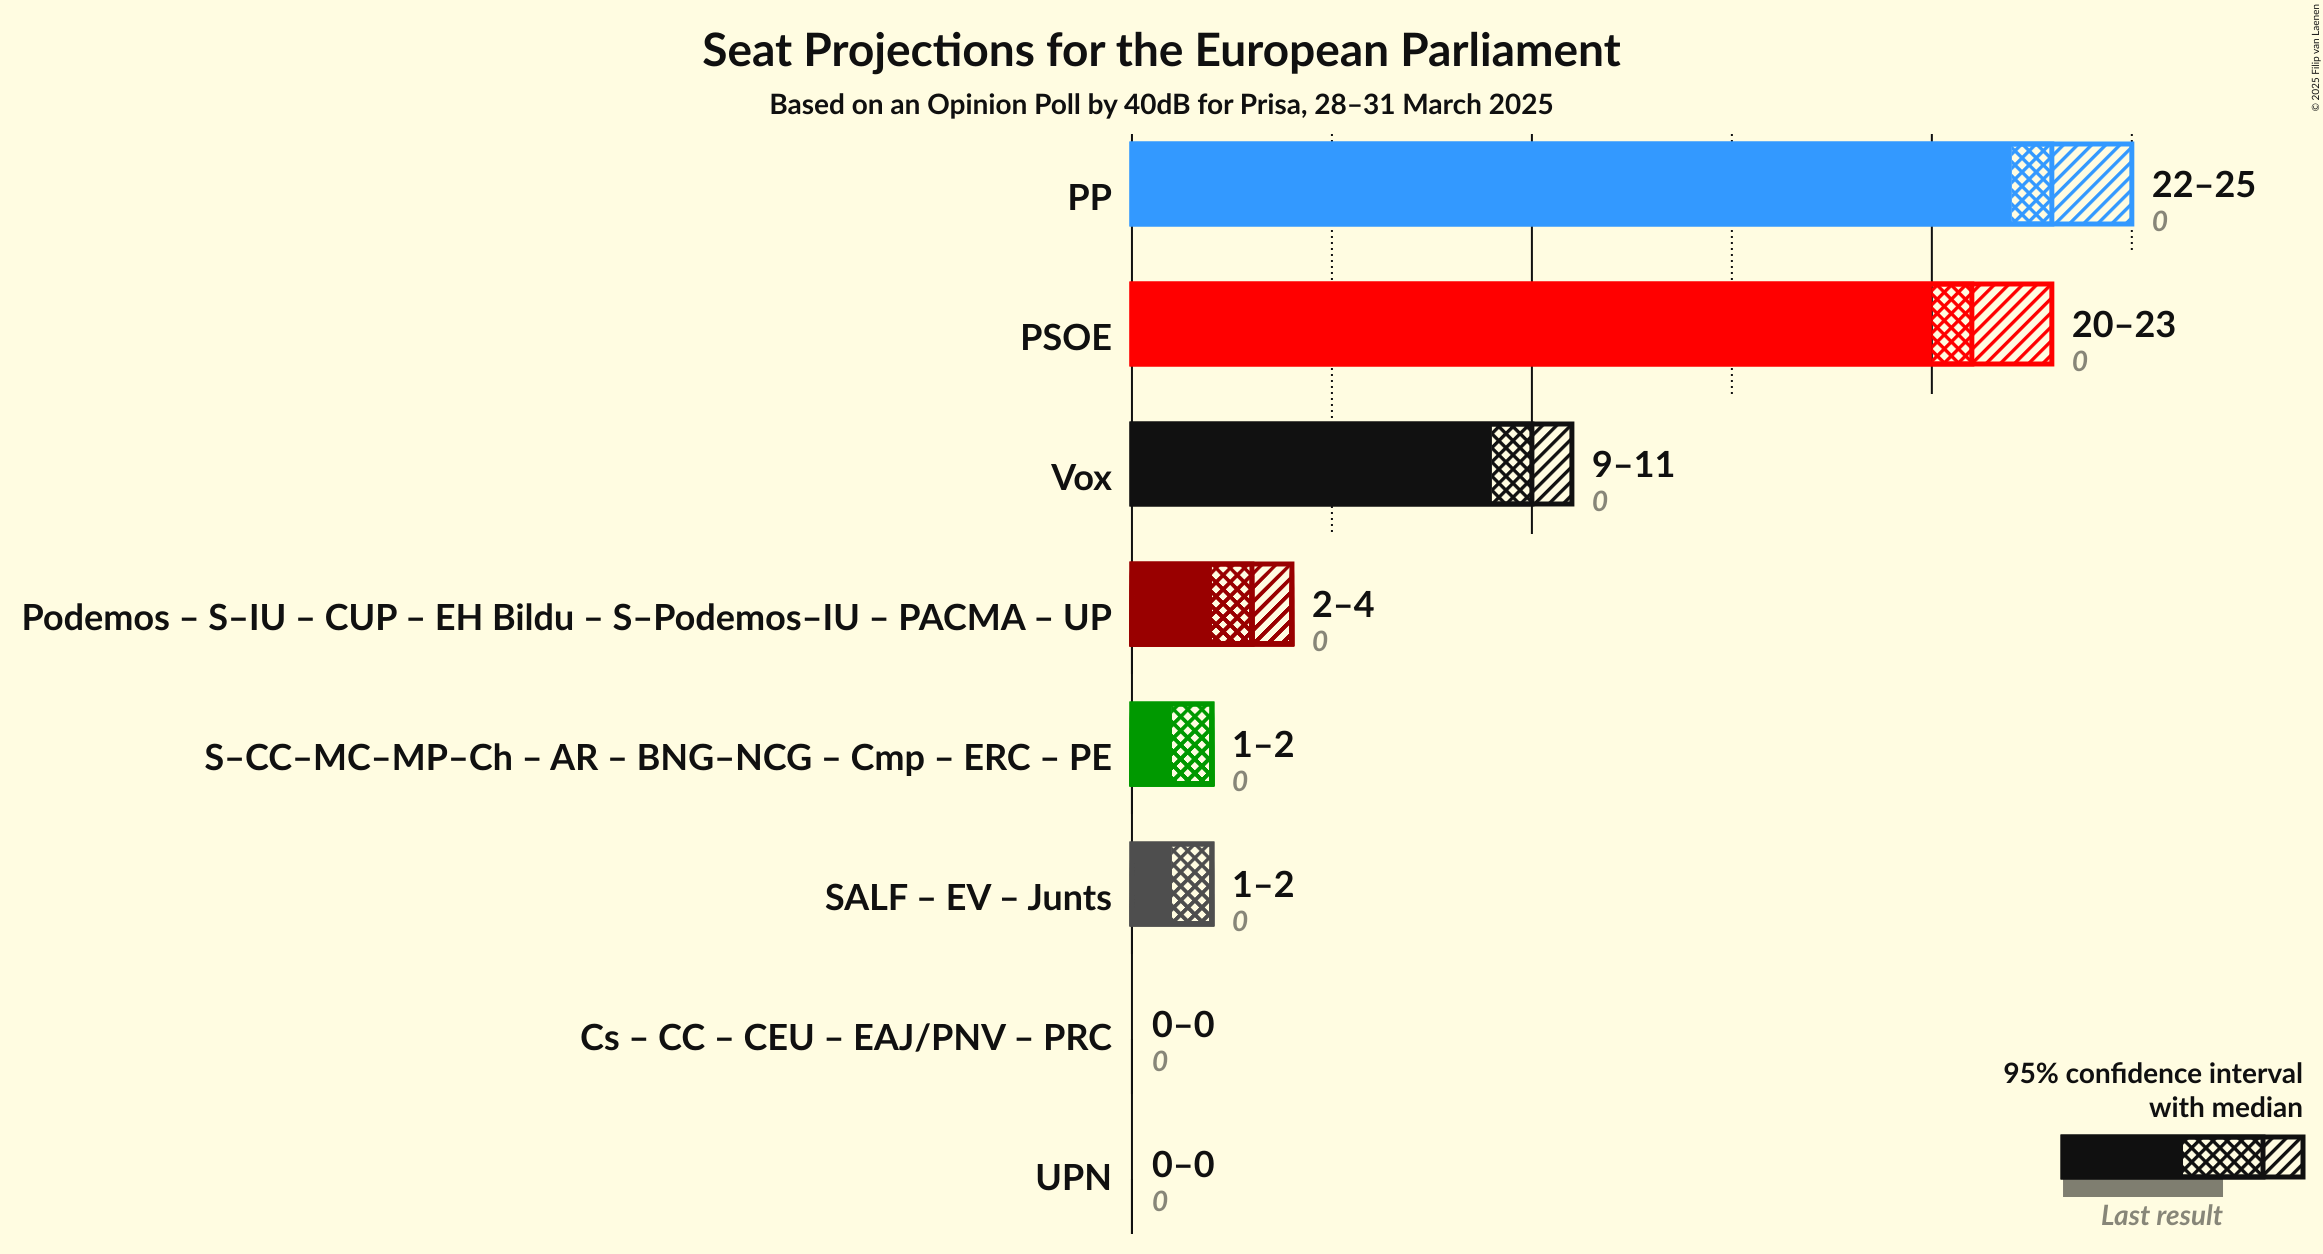 Seat Projections for the European Parliament
Based on an Opinion Poll by 40dB for Prisa, 28–31 March 2025
© 2025 Filip van Laenen
PP
22–25
0
PSOE
20–23
0
Vox
9–11
0
Podemos – S–IU – CUP – EH Bildu – S–Podemos–IU – PACMA – UP
2–4
0
S–CC–MC–MP–Ch – AR – BNG–NCG – Cmp – ERC – PE
1–2
0
SALF – EV – Junts
1–2
0
Cs – CC – CEU – EAJ/PNV – PRC
0–0
0
UPN
0–0
0
95% confidence interval
with median
Last result